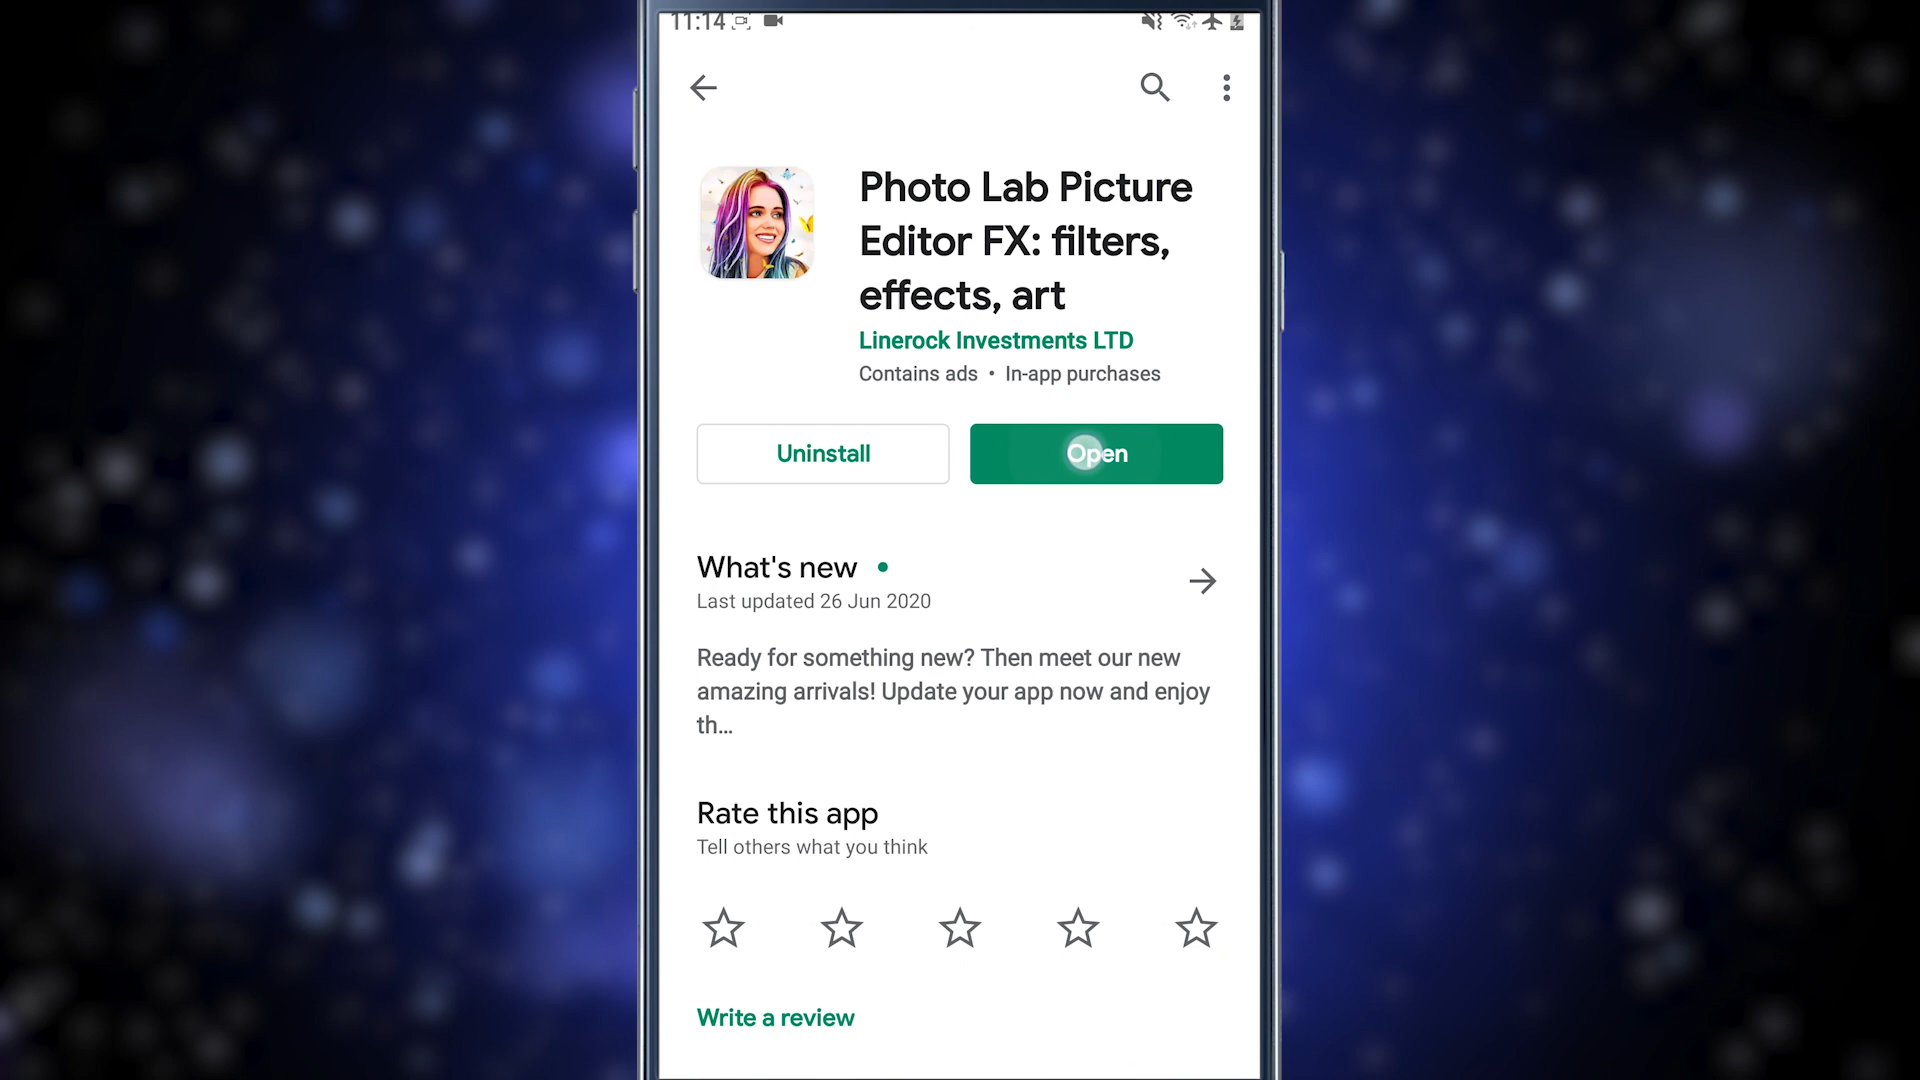 11:14
Photo Lab Picture
Editor FX: filters,
effects, art
Linerock Investments LTD
Contains ads • In-app purchases
Uninstall
Open
What's new
Last updated 26 Jun 2020
Ready for something new? Then meet our new
amazing arrivals! Update your app now and enjoy
th...
Rate this app
Tell others what you think
Write a review